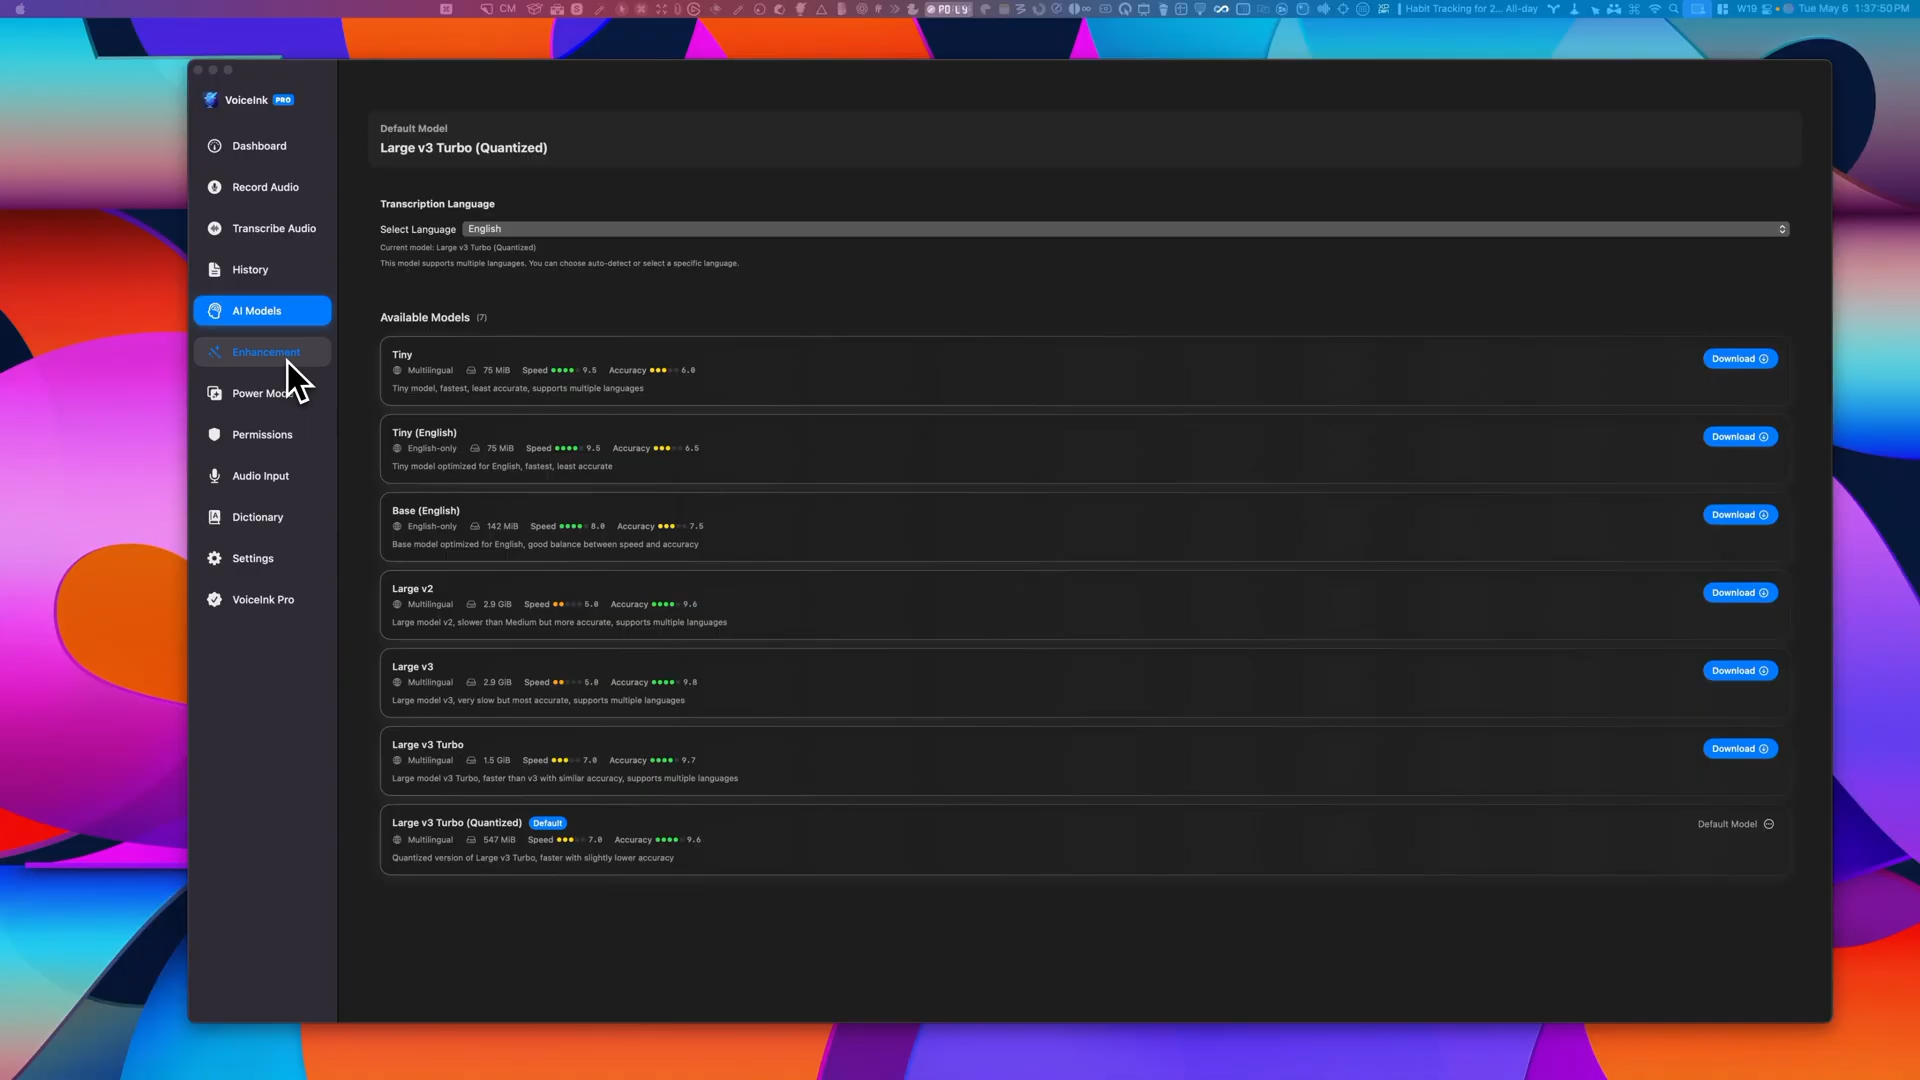 CM
PO L9
Habit Tracking for 2... All-day
W19
Tue May 6 1:37:50 PM
VoiceInk PRO
Dashboard
Record Audio
Transcribe Audio
History
AI Models
Enhancement
Power Mod
Permissions
Audio Input
Dictionary
Settings
VoiceInk Pro
Default Model
Large v3 Turbo (Quantized)
Transcription Language
Select Language English
Current model: Large v3 Turbo (Quantized)
This model supports multiple languages. You can choose auto-detect or select a specific language.
Available Models (7)
Tiny
Multilingual 75 MiB Speed 9.5 Accuracy 6.0
Tiny model, fastest, least accurate, supports multiple languages
Download
Tiny (English)
English-only 75 MiB Speed 9.5 Accuracy 6.5
Tiny model optimized for English, fastest, least accurate
Download
Base (English)
English-only 142 MiB Speed 8.0 Accuracy 7.5
Base model optimized for English, good balance between speed and accuracy
Download
Large v2
Multilingual 2.9 GiB Speed 5.0 Accuracy 9.6
Large model v2, slower than Medium but more accurate, supports multiple languages
Download
Large v3
Multilingual 2.9 GiB Speed 5.0 Accuracy 9.8
Large model v3, very slow but most accurate, supports multiple languages
Download
Large v3 Turbo
Multilingual 1.5 GiB Speed 7.0 Accuracy 9.7
Large model v3 Turbo, faster than v3 with similar accuracy, supports multiple languages
Download
Large v3 Turbo (Quantized) Default
Multilingual 547 MiB Speed 7.0 Accuracy 9.6
Quantized version of Large v3 Turbo, faster with slightly lower accuracy
Default Model